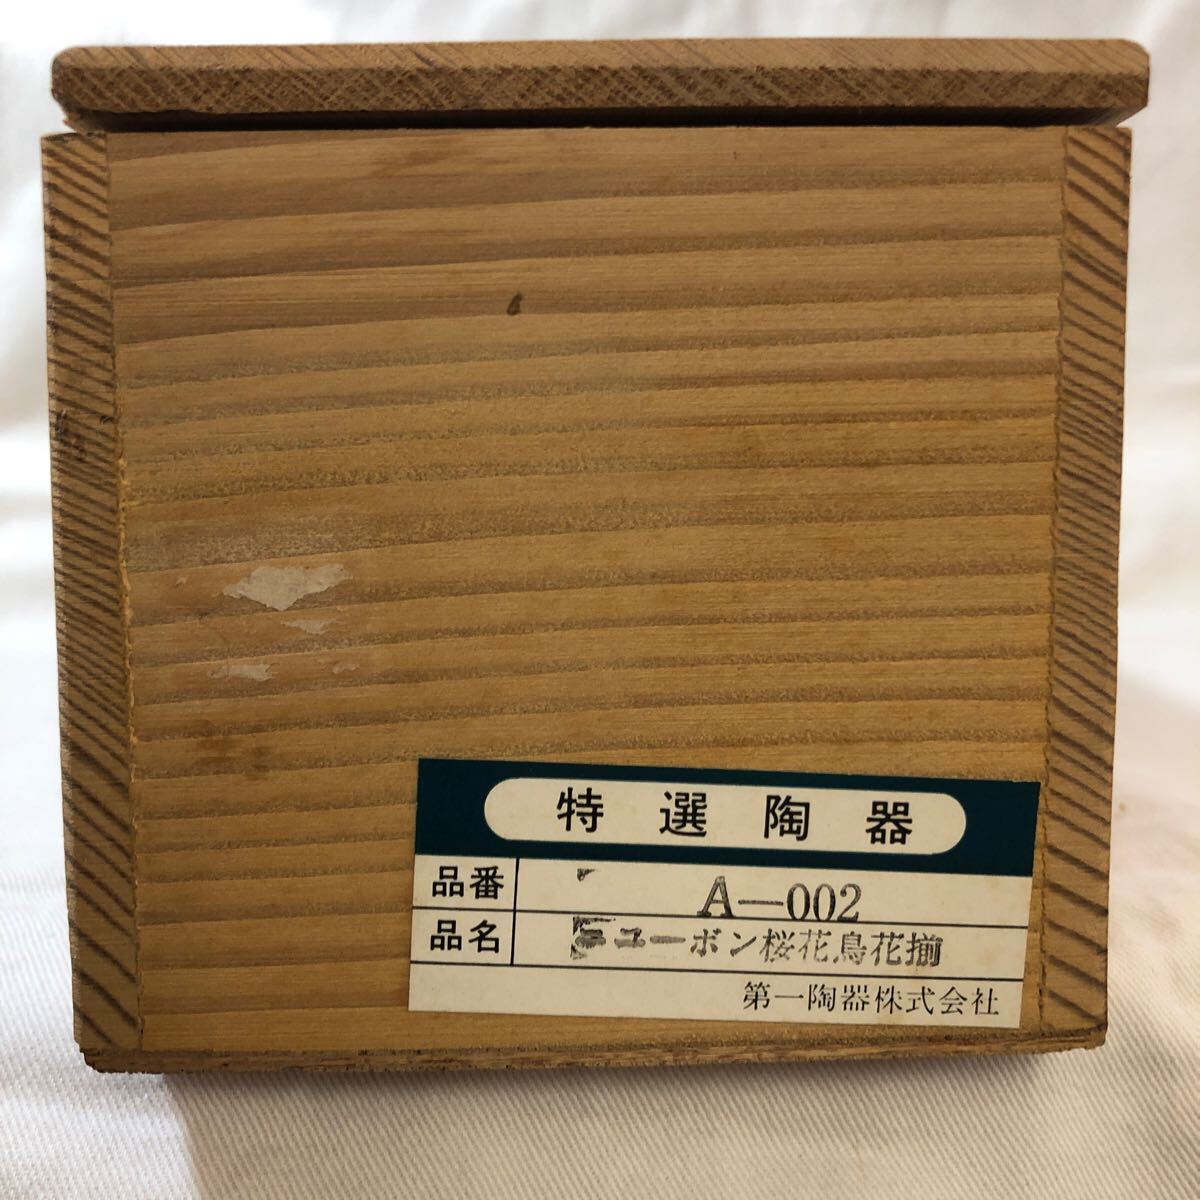 特選陶器
品番 A—002
品名 ニューボン桜花鳥花揃
第一陶器株式会社